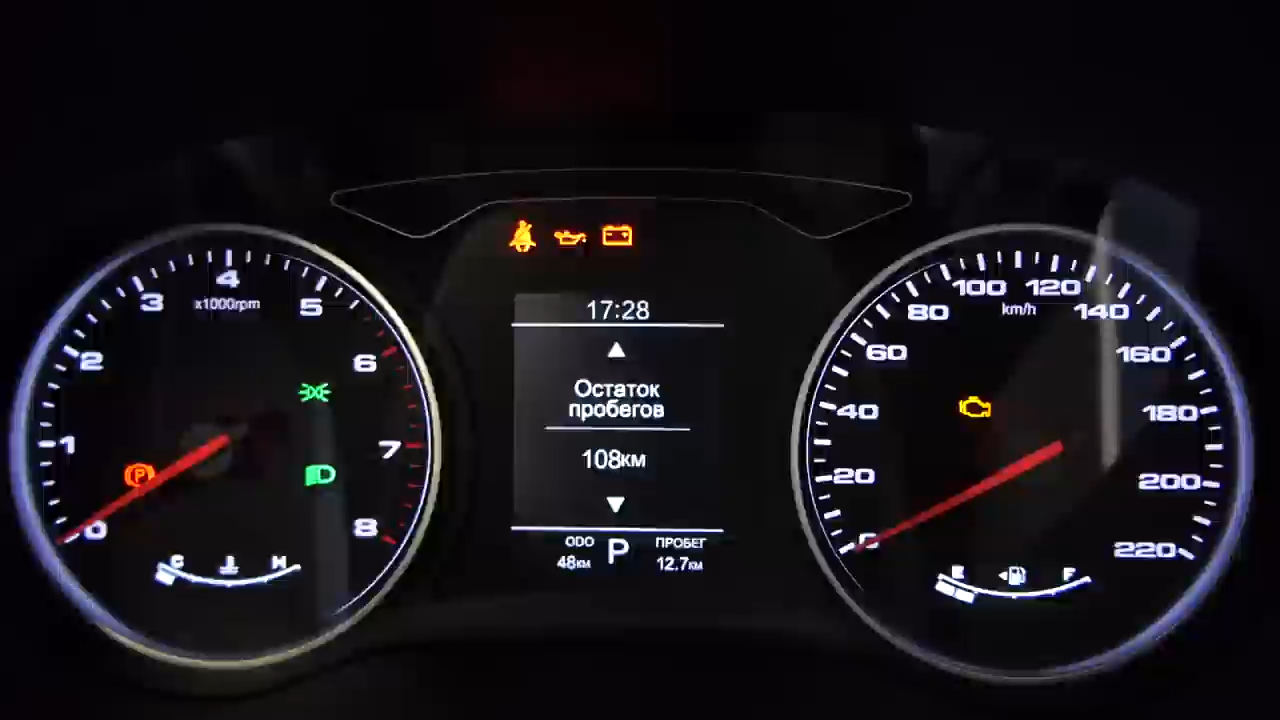 4
3
5
x1000rpm
2
6
1
7
P
0
8
C
H
17:28
Остаток
пробегов
108км
ODO
P
ПРОБЕГ
48км
12.7км
100
120
80
km/h
140
60
160
40
180
20
200
0
220
E
F